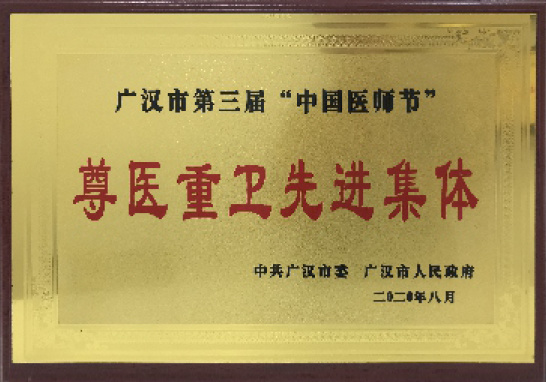 广汉市第三届“中国医师节”
尊医重卫先进集体
中共广汉市委 广汉市人民政府
二〇二〇年八月